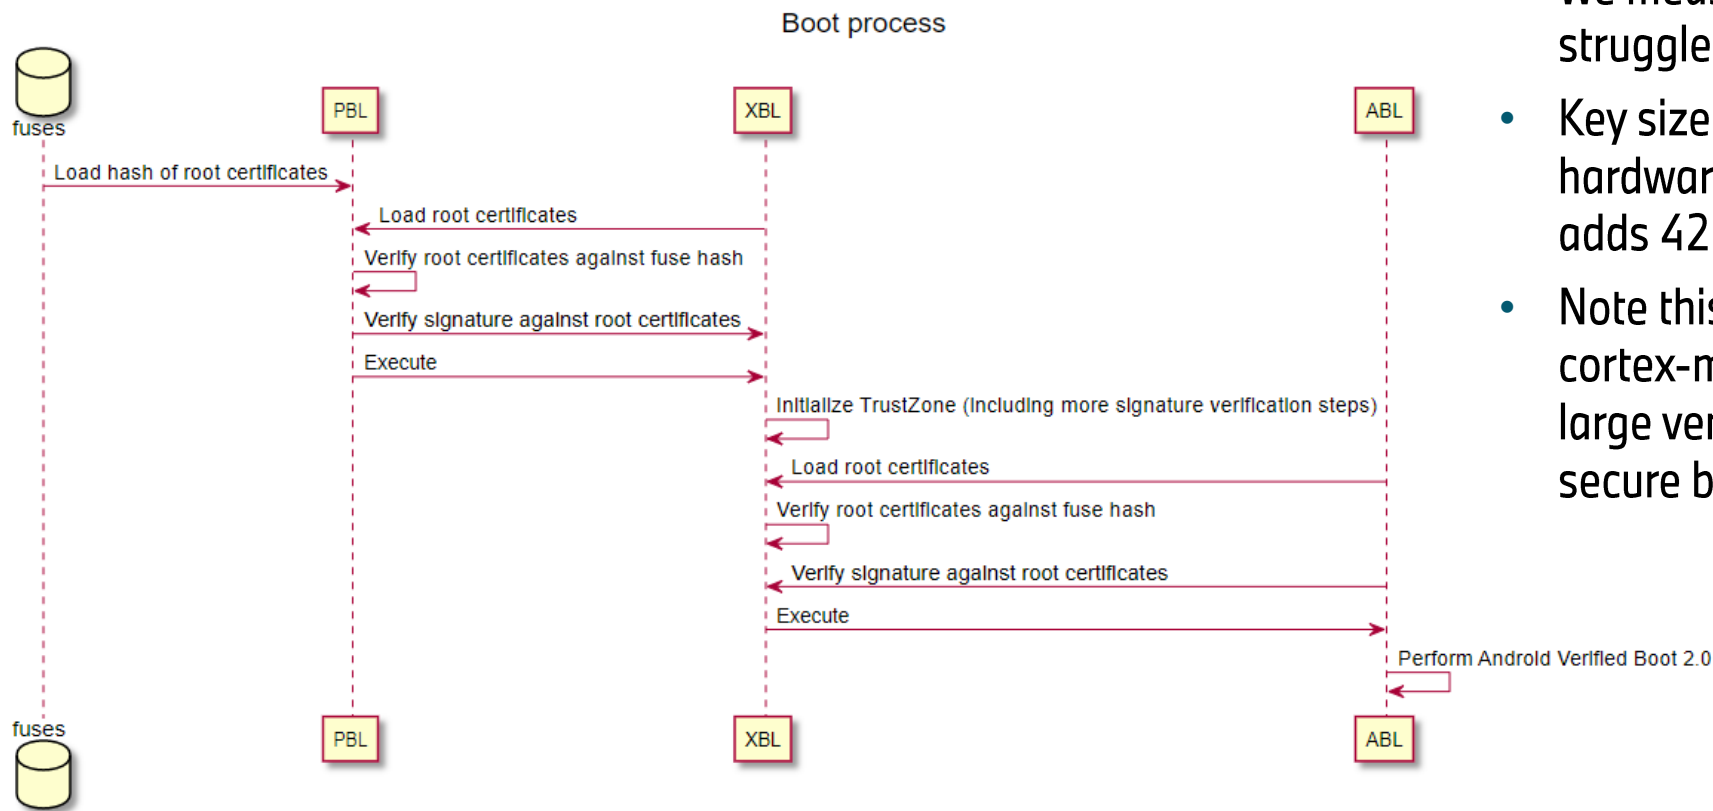 Boot process
fuses
PBL
XBL
ABL
Load hash of root certificates
Load root certificates
Verify root certificates against fuse hash
Verify signature against root certificates
Execute
Initialize TrustZone (including more signature verification steps)
Load root certificates
Verify root certificates against fuse hash
Verify signature against root certificates
Execute
Perform Android Verified Boot 2.0
fuses
PBL
XBL
ABL
struggle
• Key size
hardwar
adds 42
• Note this
cortex-m
large ver
secure b